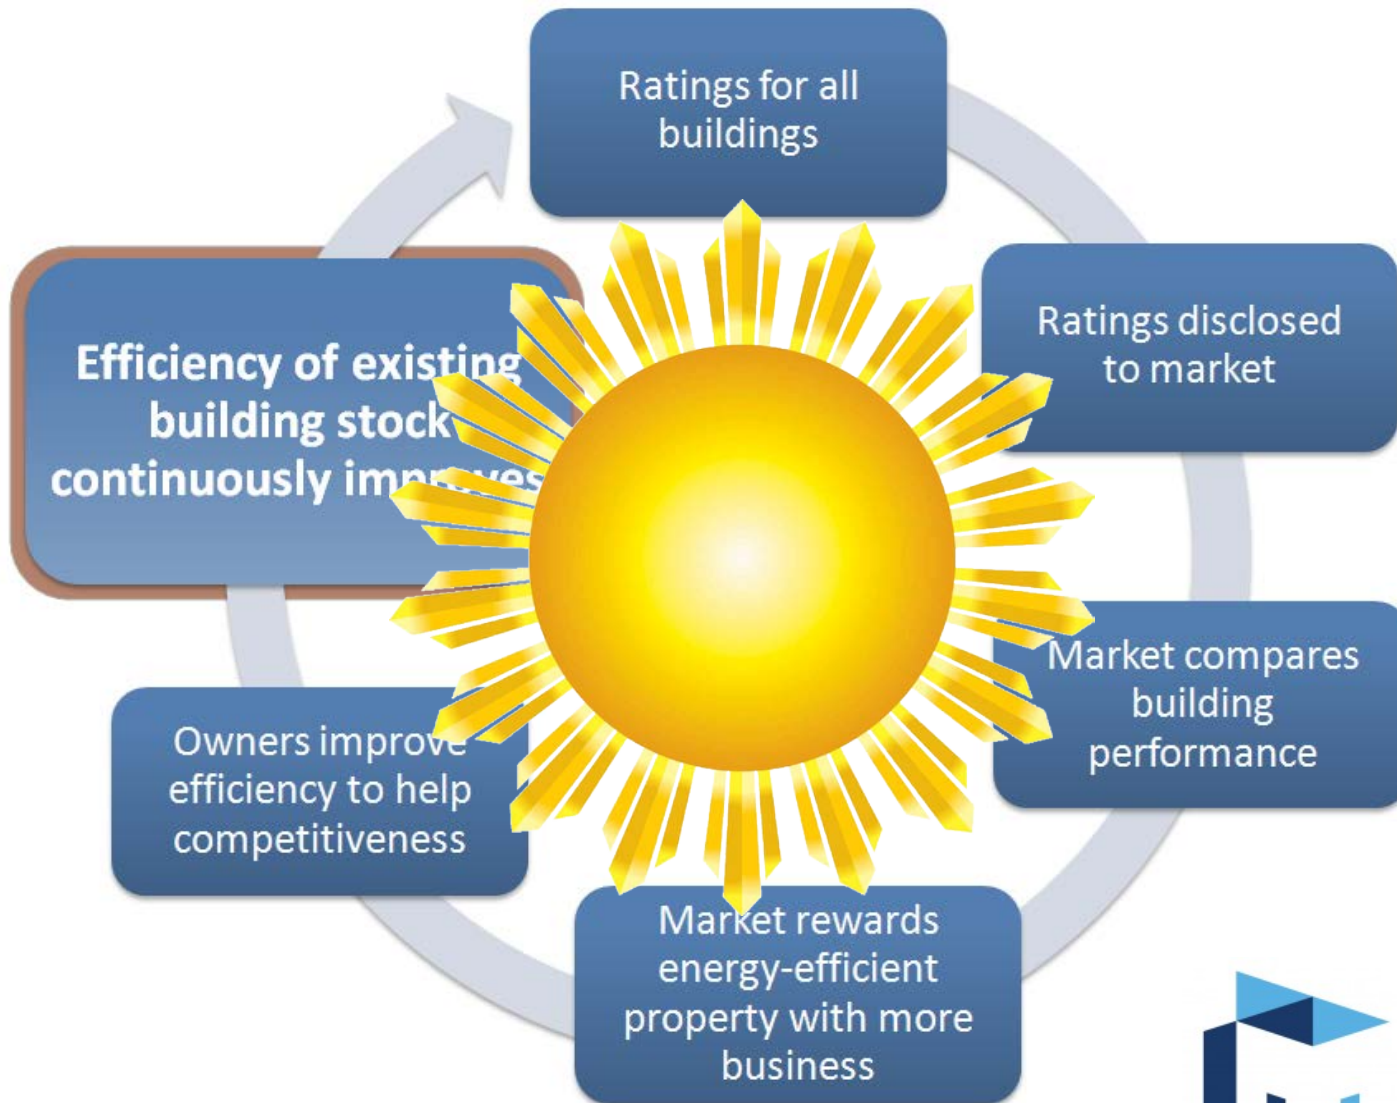 Ratings for all
buildings
Ratings disclosed
to market
Market compares
building
performance
Market rewards
energy-efficient
property with more
business
Owners improve
efficiency to help
competitiveness
Efficiency of existing
building stock
continuously improves